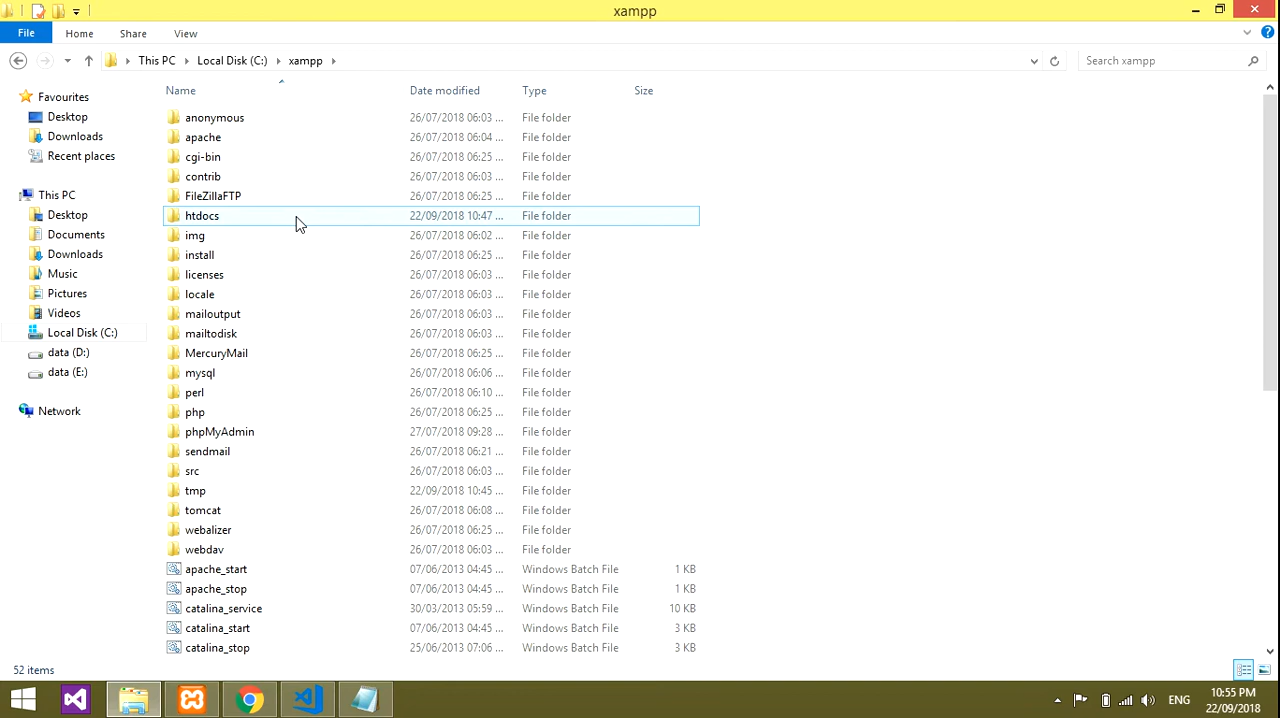 xampp
File Home Share View
This PC Local Disk (C:) xampp Search xampp
Name Date modified Type Size
Favourites
Desktop
Downloads
Recent places
This PC
Desktop
Documents
Downloads
Music
Pictures
Videos
Local Disk (C:)
data (D:)
data (E:)
Network
anonymous 26/07/2018 06:03 ... File folder
apache 26/07/2018 06:04 ... File folder
cgi-bin 26/07/2018 06:25 ... File folder
contrib 26/07/2018 06:03 ... File folder
FileZillaFTP 26/07/2018 06:25 ... File folder
htdocs 22/09/2018 10:47 ... File folder
img 26/07/2018 06:02 ... File folder
install 26/07/2018 06:25 ... File folder
licenses 26/07/2018 06:03 ... File folder
locale 26/07/2018 06:03 ... File folder
mailoutput 26/07/2018 06:03 ... File folder
mailtodisk 26/07/2018 06:03 ... File folder
MercuryMail 26/07/2018 06:25 ... File folder
mysql 26/07/2018 06:06 ... File folder
perl 26/07/2018 06:10 ... File folder
php 26/07/2018 06:25 ... File folder
phpMyAdmin 27/07/2018 09:28 ... File folder
sendmail 26/07/2018 06:21 ... File folder
src 26/07/2018 06:03 ... File folder
tmp 22/09/2018 10:45 ... File folder
tomcat 26/07/2018 06:08 ... File folder
webalizer 26/07/2018 06:25 ... File folder
webdav 26/07/2018 06:03 ... File folder
apache_start 07/06/2013 04:45 ... Windows Batch File 1 KB
apache_stop 07/06/2013 04:45 ... Windows Batch File 1 KB
catalina_service 30/03/2013 05:59 ... Windows Batch File 10 KB
catalina_start 07/06/2013 04:45 ... Windows Batch File 3 KB
catalina_stop 25/06/2013 07:06 ... Windows Batch File 3 KB
52 items
ENG
10:55 PM
22/09/2018